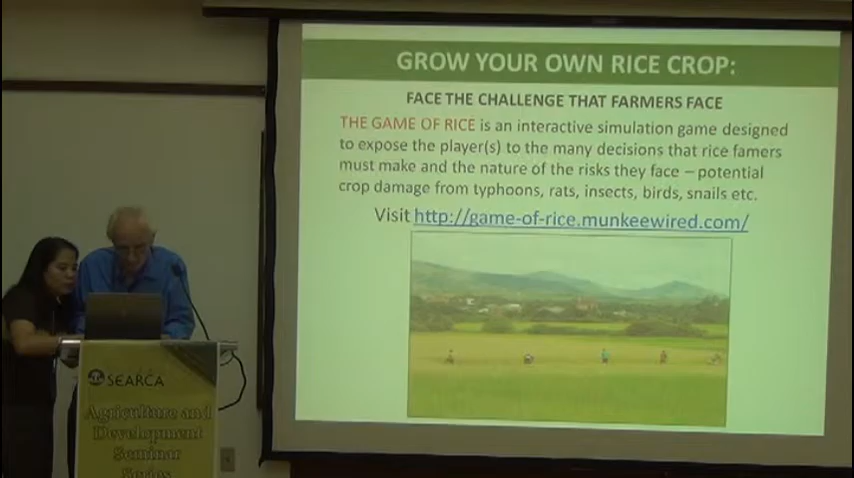 GROW YOUR OWN RICE CROP:
FACE THE CHALLENGE THAT FARMERS FACE
THE GAME OF RICE is an interactive simulation game designed
to expose the player(s) to the many decisions that rice famers
must make and the nature of the risks they face – potential
crop damage from typhoons, rats, insects, birds, snails etc.
Visit http://game-of-rice.munkeewired.com/
SEARCA
Agriculture and
Development
Seminar
Series